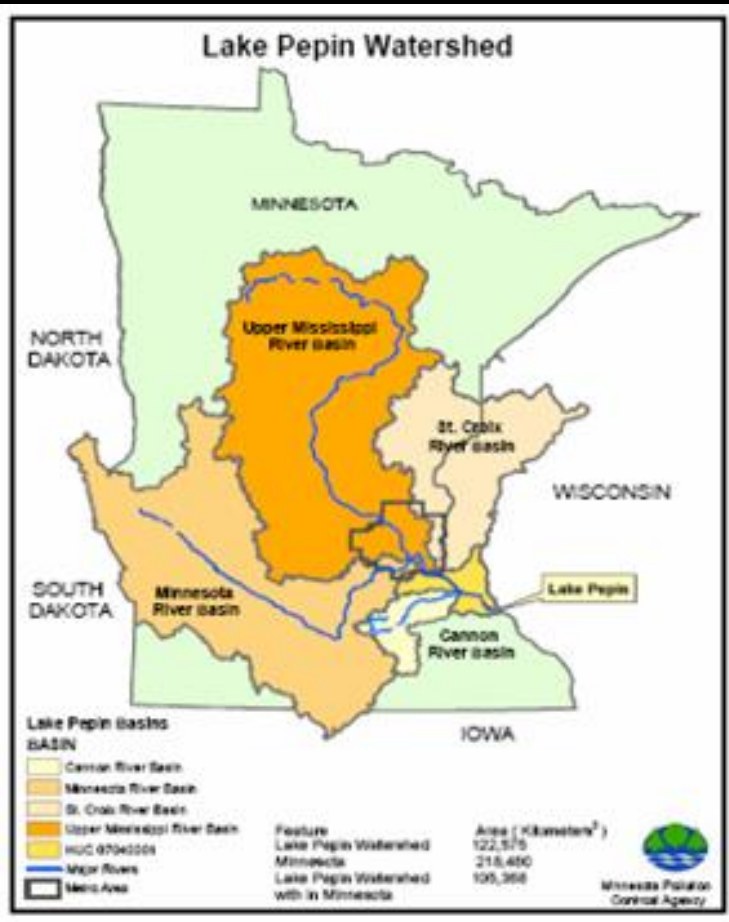 Lake Pepin Watershed
MINNESOTA
NORTH
DAKOTA
Upper Mississippi
River Basin
St. Croix
River Basin
WISCONSIN
SOUTH
DAKOTA
Minnesota
River Basin
Lake Pepin
Cannon
River Basin
IOWA
Lake Pepin Basins
BASIN
Cannon River Basin
Minnesota River Basin
St. Croix River Basin
Upper Mississippi River Basin
HUC
Major Rivers
Metro Area
Feature Area ( Kilometers² )
Lake Pepin Watershed
Minnesota
Lake Pepin Watershed
with in Minnesota
Minnesota Pollution
Control Agency